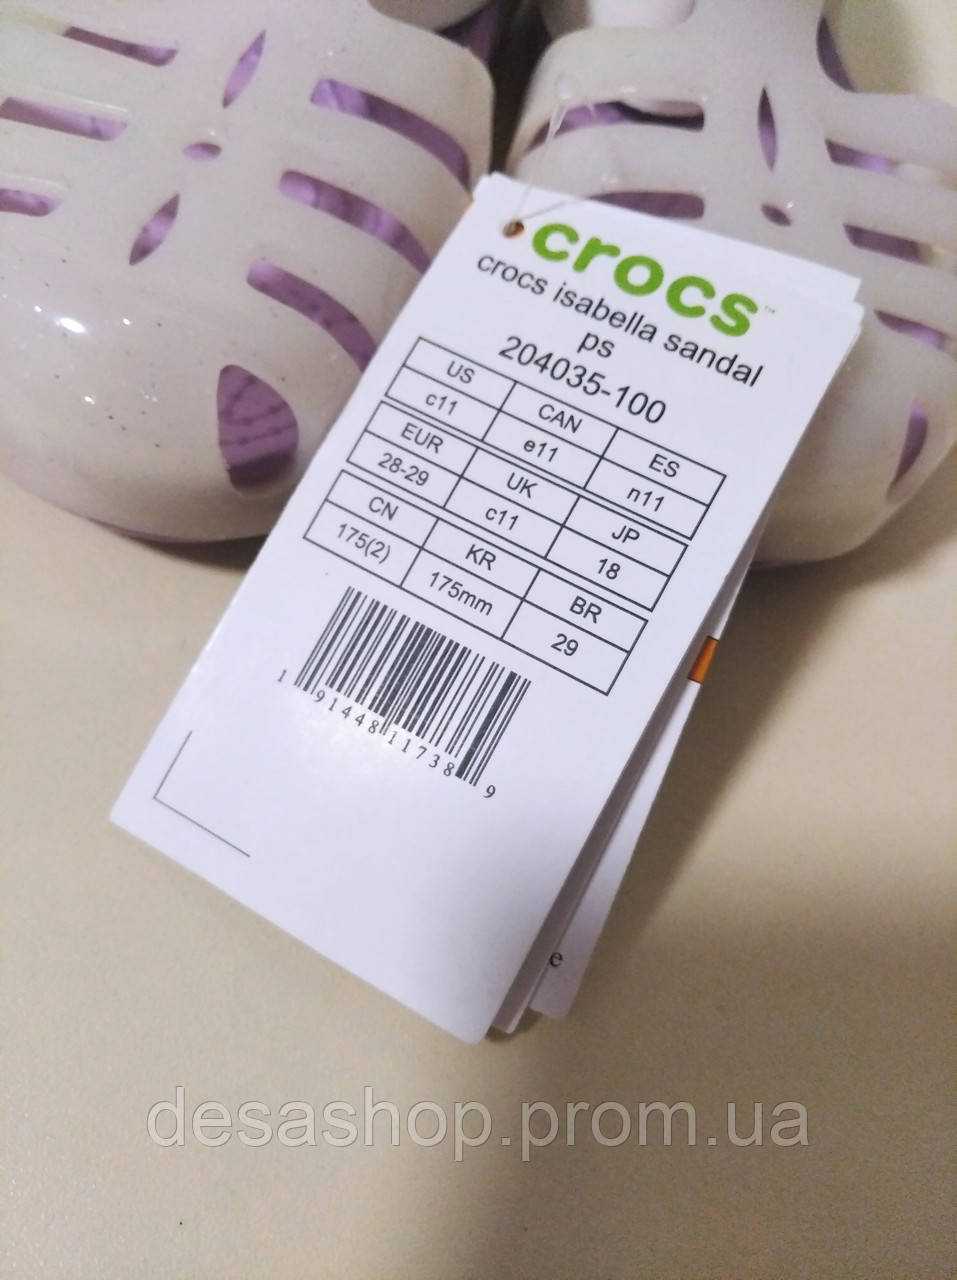 crocs™
crocs isabella sandal
ps
204035-100
US CAN ES
c11 e11 n11
EUR UK JP
28-29 c11 18
CN KR BR
175(2) 175mm 29
1 91448 11738 9
e
desashop.prom.ua